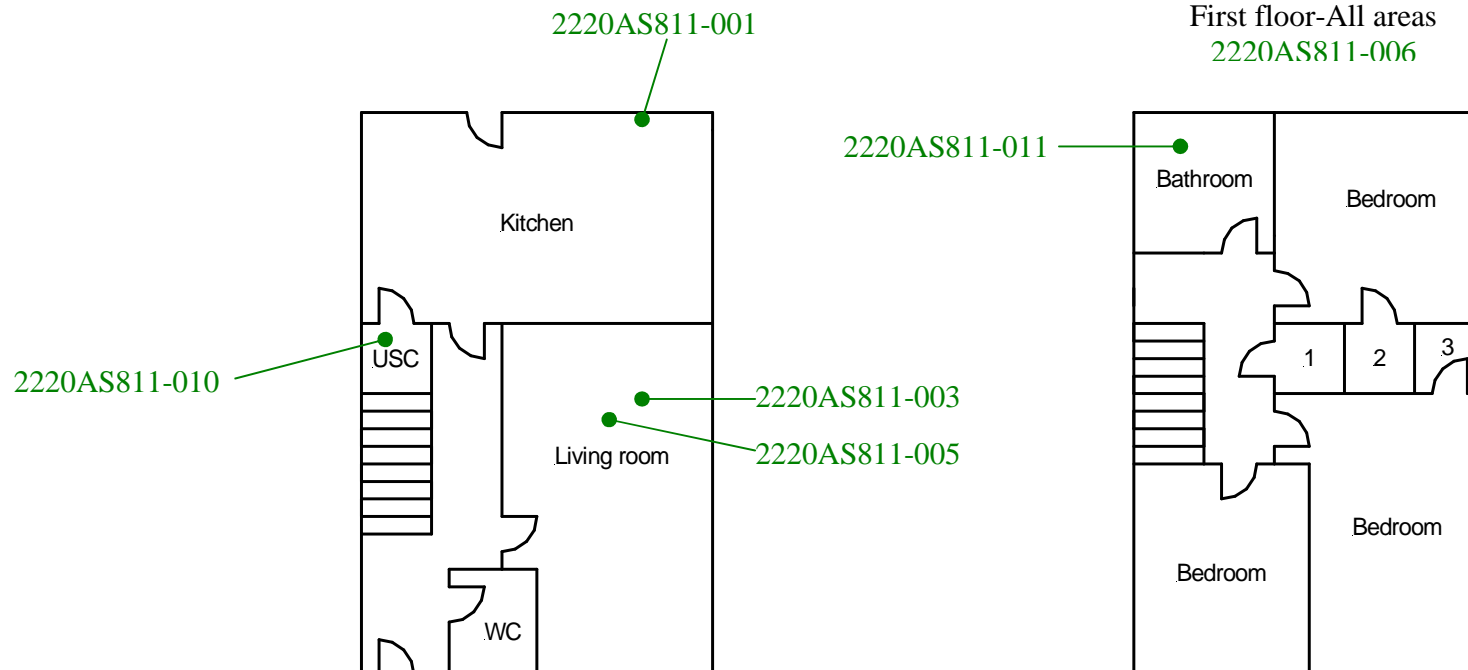 2220AS811-001
First floor-All areas
2220AS811-006
2220AS811-011
Bathroom
Bedroom
Kitchen
USC
1
2
3
2220AS811-010
2220AS811-003
2220AS811-005
Living room
Bedroom
Bedroom
WC